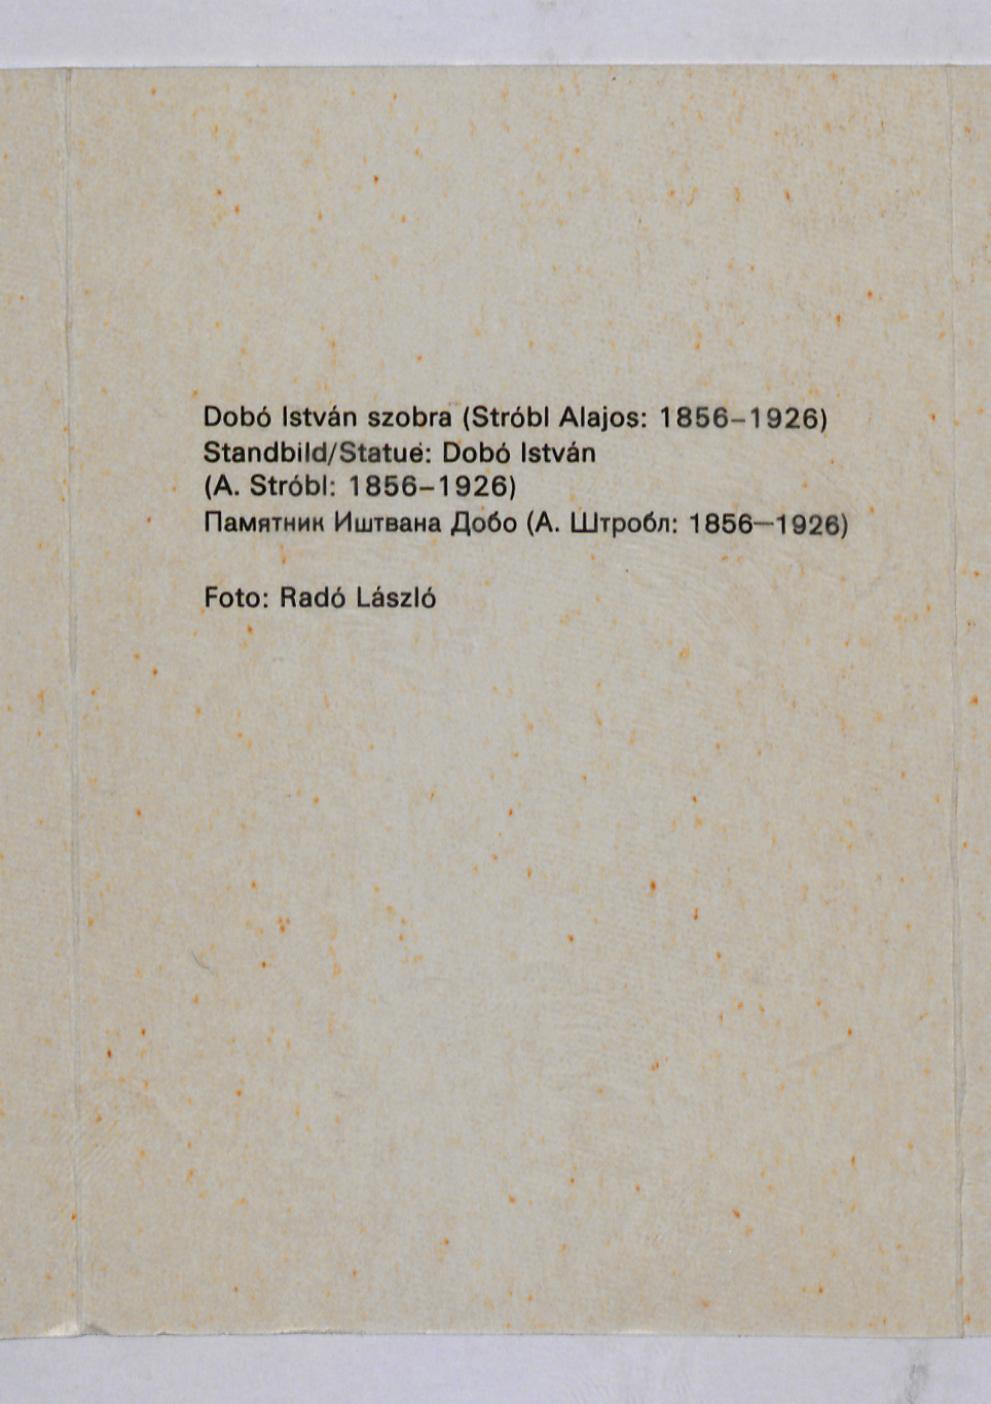 Dobó István szobra (Stróbl Alajos: 1856–1926)
Standbild/Statue: Dobó István
(A. Stróbl: 1856–1926)
Памятник Иштвана Добо (А. Штробл: 1856—1926)
Foto: Radó László